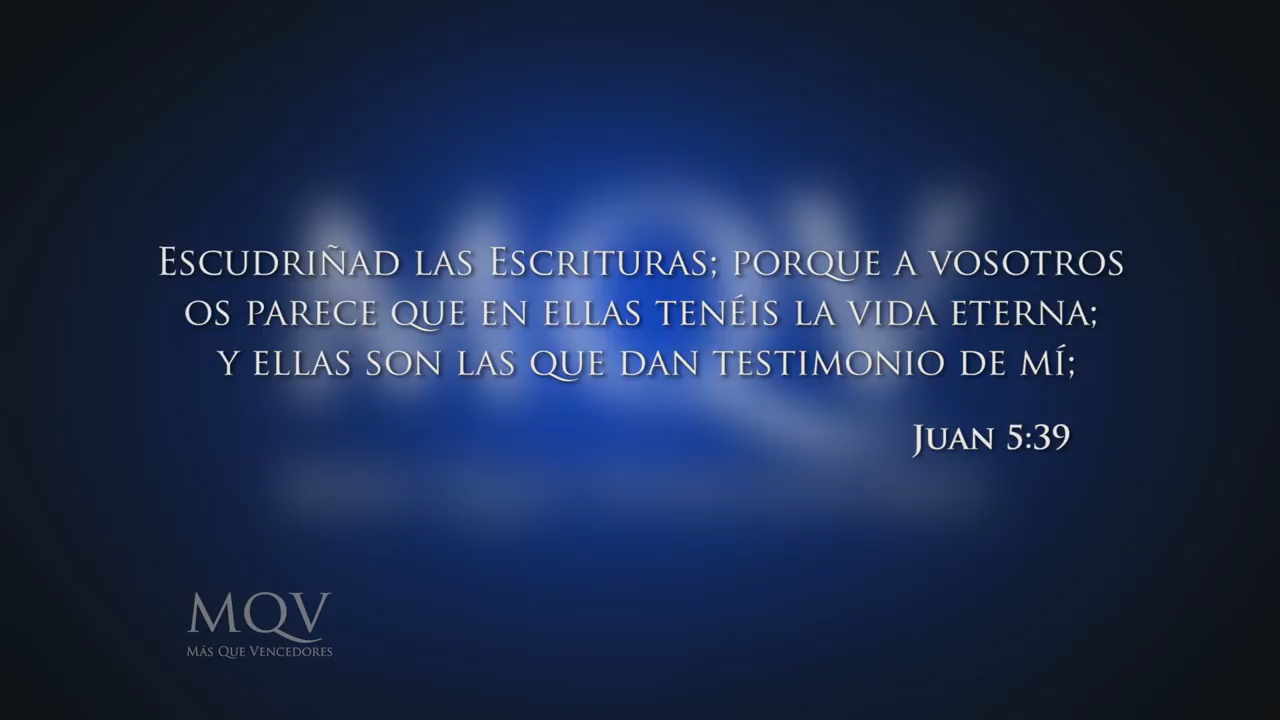 Escudriñad las Escrituras; porque a vosotros
os parece que en ellas tenéis la vida eterna;
y ellas son las que dan testimonio de mí;
Juan 5:39
MQV
Más Que Vencedores